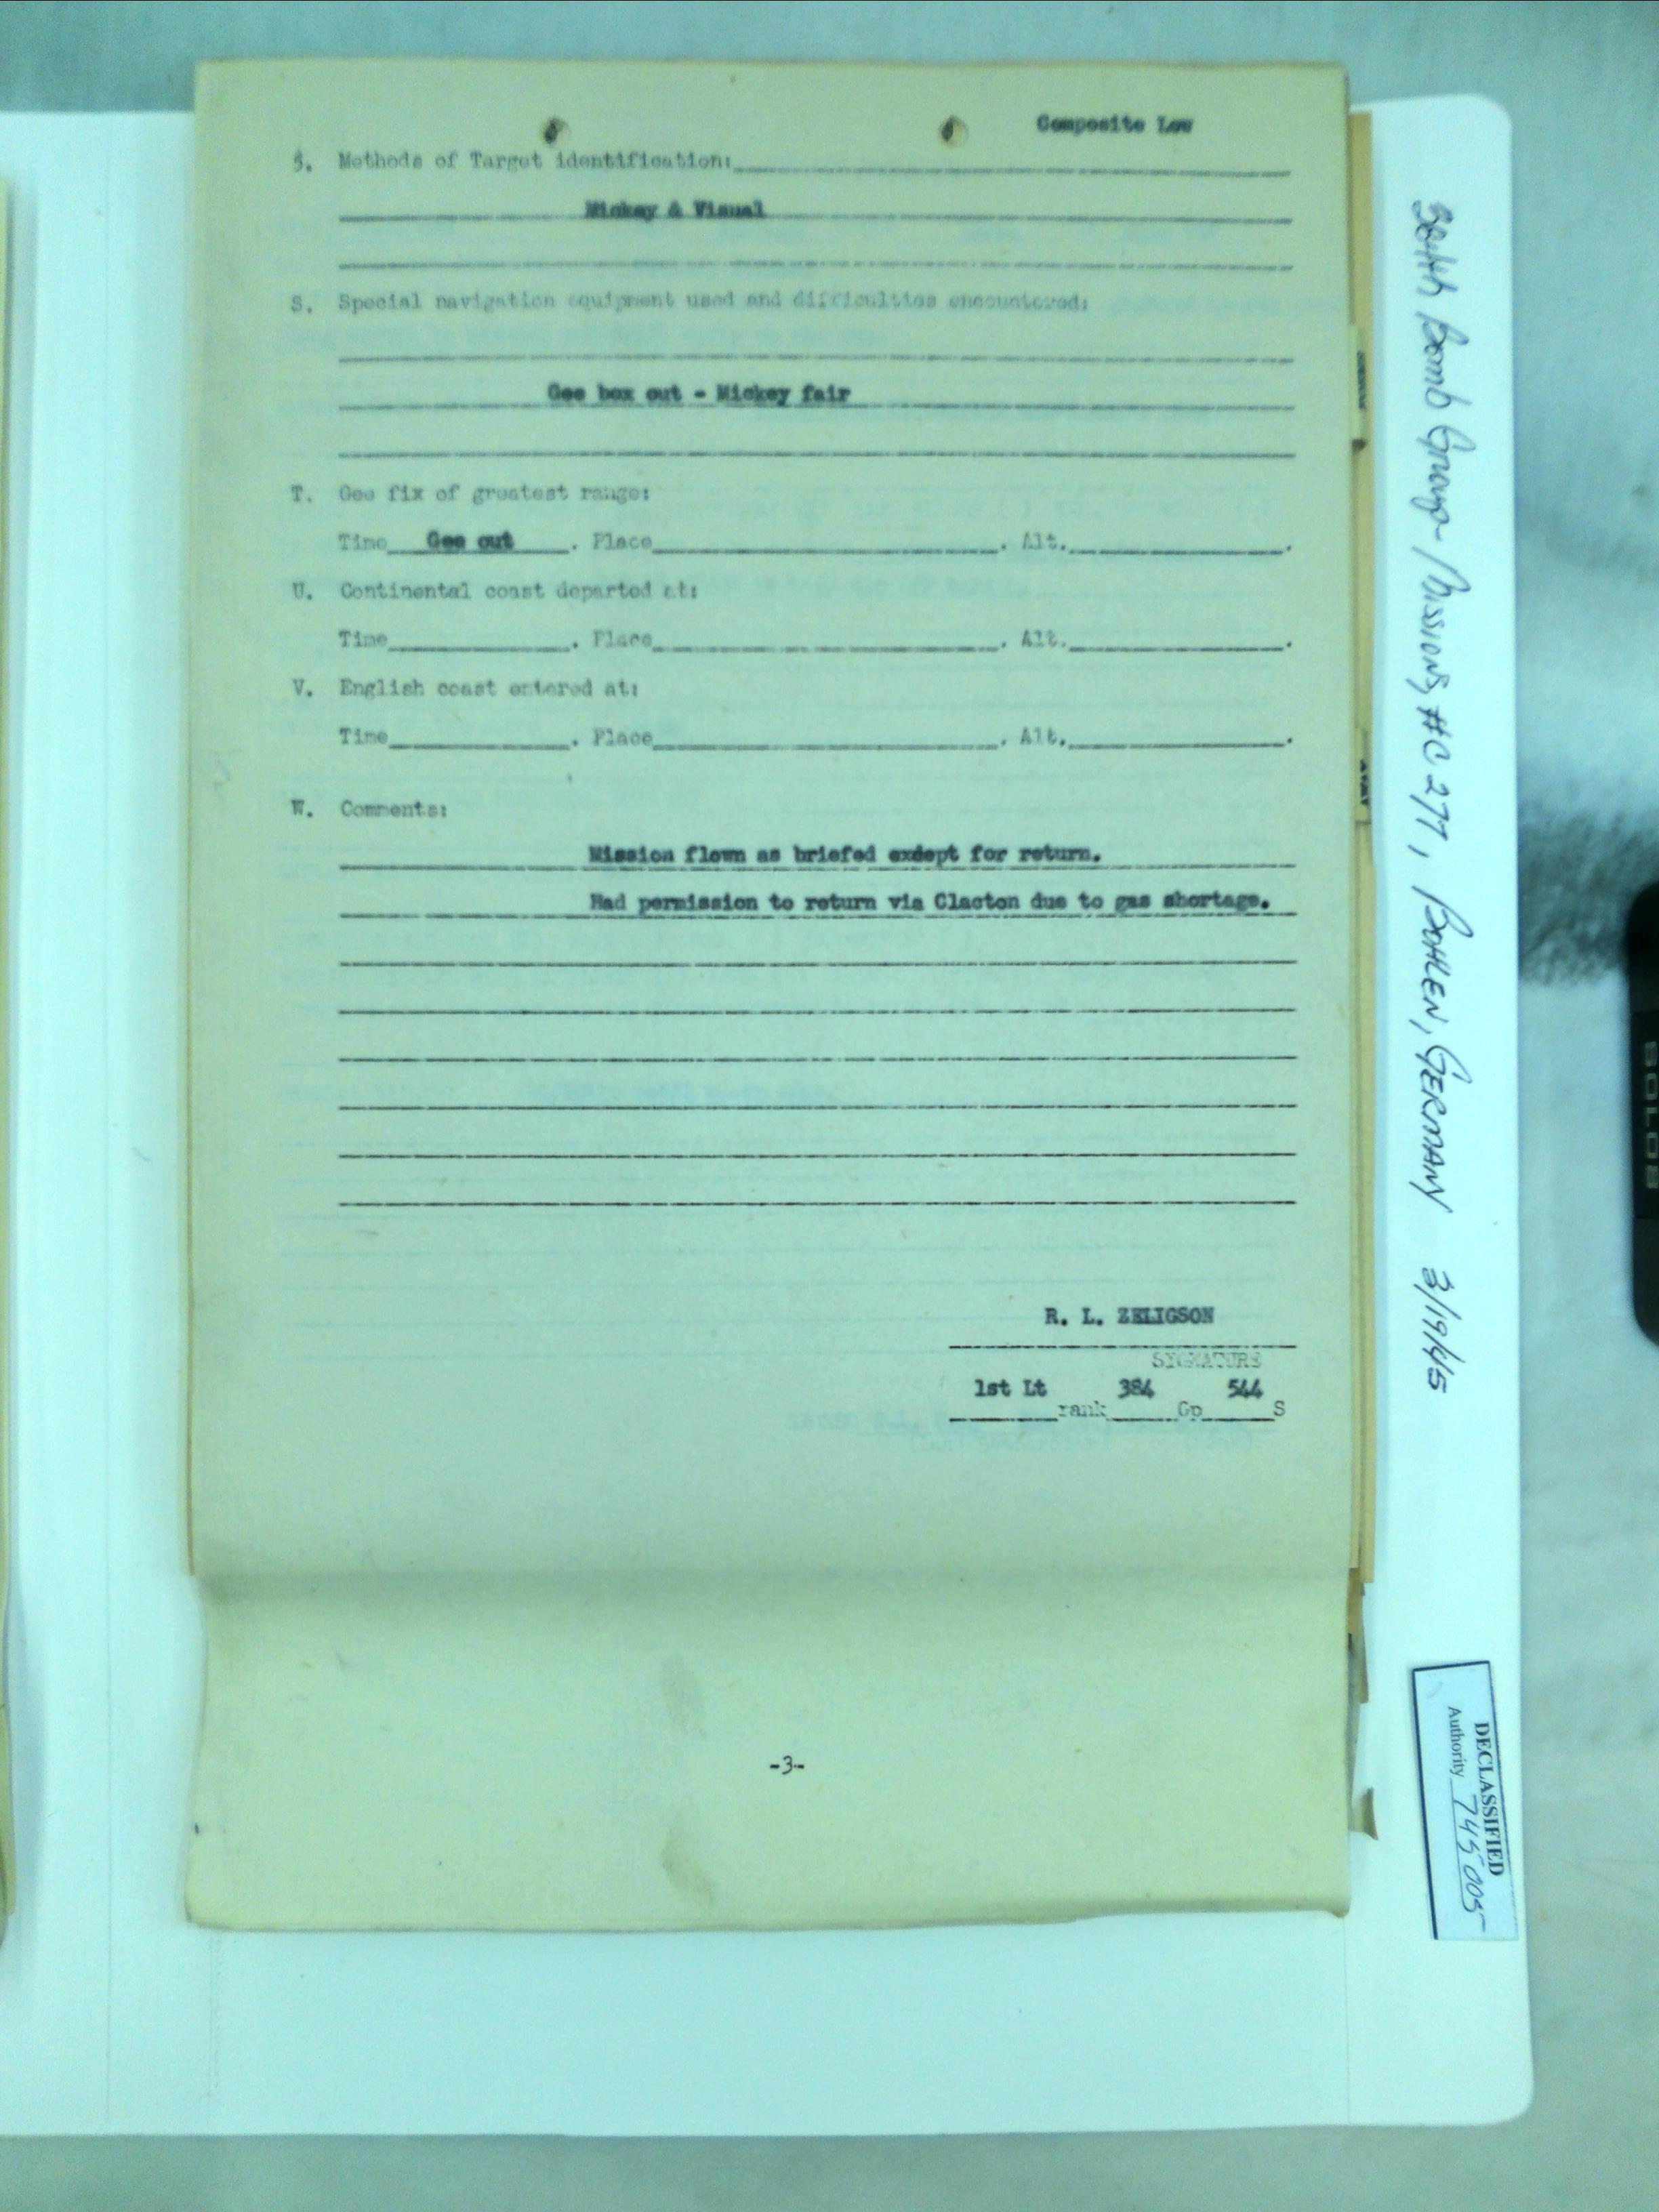 Composite Low
3. Methods of Target identification:
Mickey & Visual
S. Special navigation equipment used and difficulties encountered:
Gee box out - Mickey fair
T. Gee fix of greatest range:
Time Gee out . Place . Alt. .
U. Continental coast departed at:
Time . Place . Alt. .
V. English coast entered at:
Time . Place . Alt. .
W. Comments:
Mission flown as briefed exdept for return.
Had permission to return via Clacton due to gas shortage.
R. L. ZELIGSON
SIGNATURE
1st Lt 384 544
rank Gp S
-3-
384th Bomb Group - Missions, #C 277, BOHLEN, GERMANY 3/19/45
DECLASSIFIED
Authority 745005